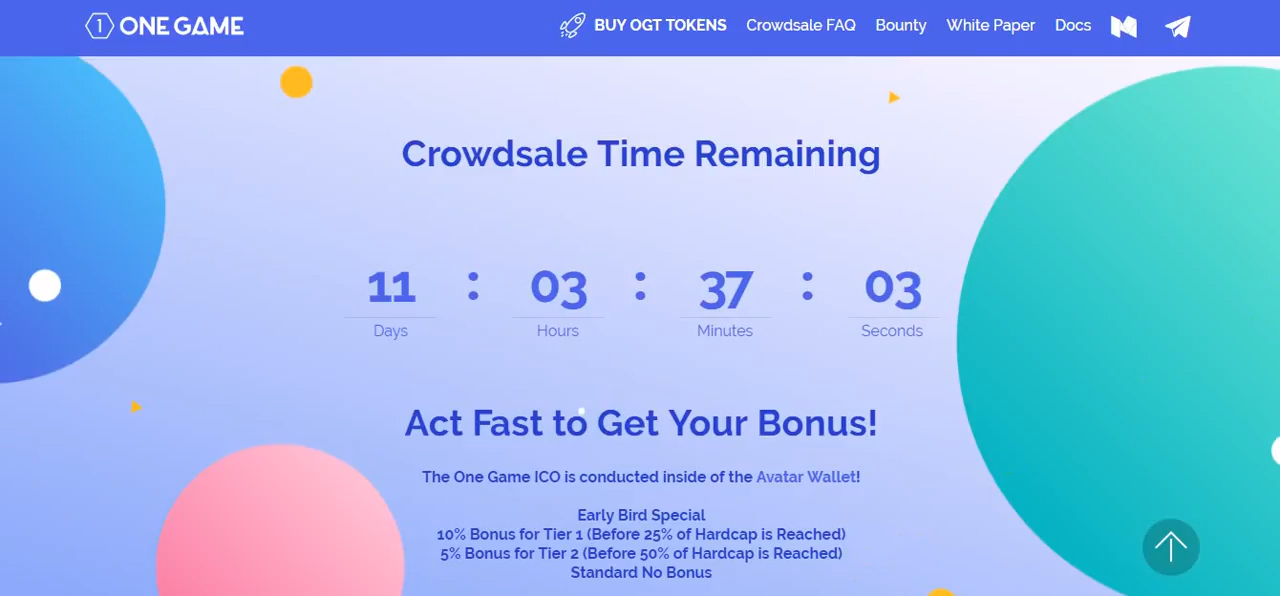 1 ONE GAME
BUY OGT TOKENS
Crowdsale FAQ
Bounty
White Paper
Docs
Crowdsale Time Remaining
11 : 03 : 37 : 03
Days Hours Minutes Seconds
Act Fast to Get Your Bonus!
The One Game ICO is conducted inside of the Avatar Wallet!
Early Bird Special
10% Bonus for Tier 1 (Before 25% of Hardcap is Reached)
5% Bonus for Tier 2 (Before 50% of Hardcap is Reached)
Standard No Bonus